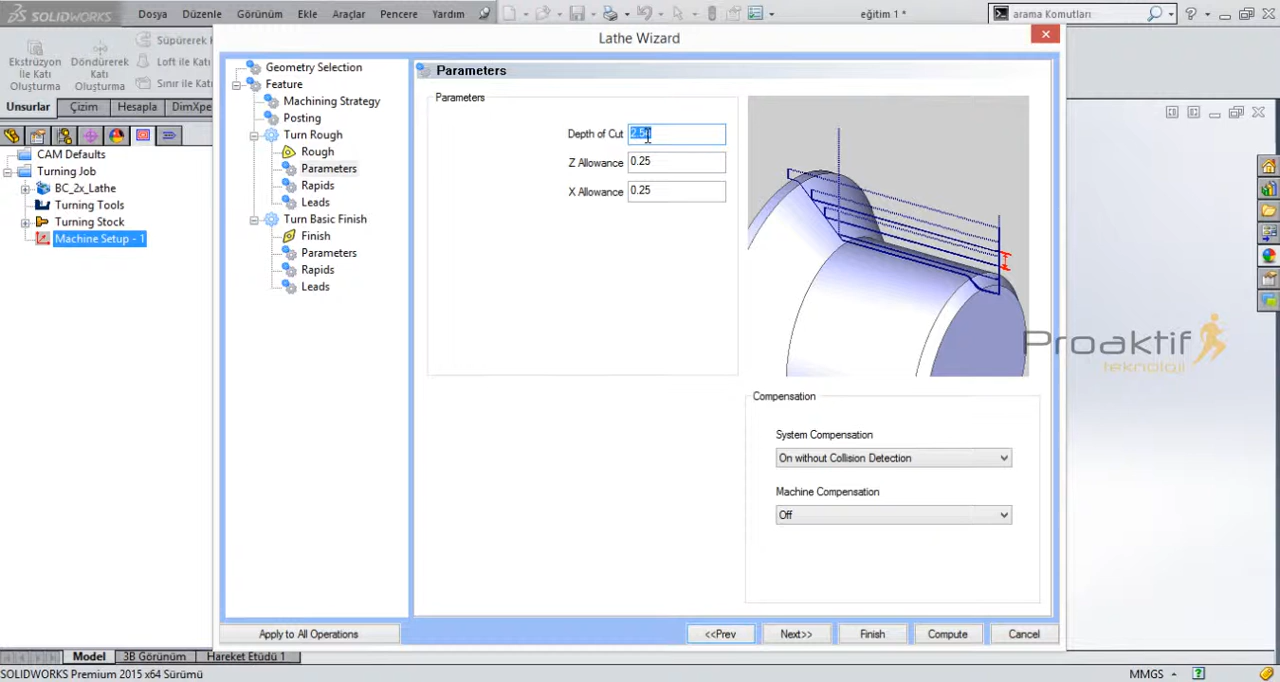 SOLIDWORKS
Dosya
Düzenle
Görünüm
Ekle
Araçlar
Pencere
Yardım
eğitim 1 *
arama Komutları
Ekstrüzyon
İle Katı
Oluşturma
Döndürerek
Katı
Oluşturma
Süpürerek
Loft ile Katı
Sınır ile Katı
Unsurlar
Çizim
Hesapla
DimXpe
CAM Defaults
Turning Job
BC_2x_Lathe
Turning Tools
Turning Stock
Machine Setup - 1
Lathe Wizard
Geometry Selection
Feature
Machining Strategy
Posting
Turn Rough
Rough
Parameters
Rapids
Leads
Turn Basic Finish
Finish
Parameters
Rapids
Leads
Parameters
Parameters
Depth of Cut
Z Allowance 0.25
X Allowance 0.25
Proaktif
teknoloji
Compensation
System Compensation
On without Collision Detection
Machine Compensation
Off
Apply to All Operations
<<Prev
Next>>
Finish
Compute
Cancel
Model
3B Görünüm
Hareket Etüdü 1
SOLIDWORKS Premium 2015 x64 Sürümü
MMGS